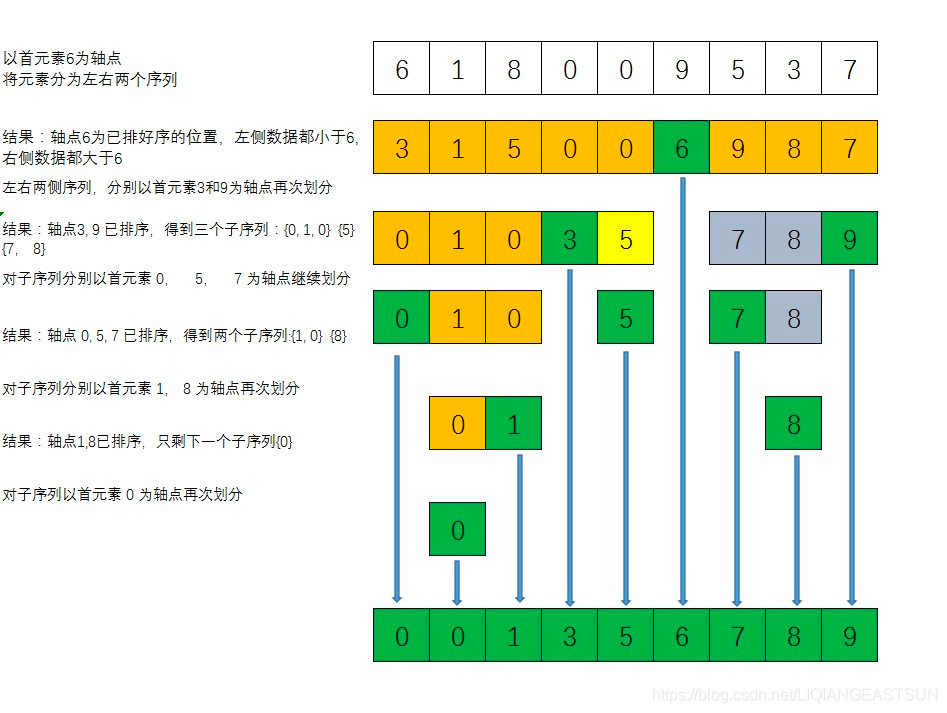 以首元素6为轴点
将元素分为左右两个序列
6 1 8 0 0 9 5 3 7
结果：轴点6为已排好序的位置，左侧数据都小于6,
右侧数据都大于6
3 1 5 0 0 6 9 8 7
左右两侧序列，分别以首元素3和9为轴点再次划分
结果：轴点3, 9 已排序，得到三个子序列：{0, 1, 0} {5}
{7, 8}
0 1 0 3 5 7 8 9
对子序列分别以首元素 0, 5, 7 为轴点继续划分
结果：轴点 0, 5, 7 已排序，得到两个子序列:{1, 0} {8}
0 1 0 5 7 8
对子序列分别以首元素 1, 8 为轴点再次划分
0 1 8
结果：轴点1,8已排序，只剩下一个子序列{0}
对子序列以首元素 0 为轴点再次划分
0
0 0 1 3 5 6 7 8 9
https://blog.csdn.net/LIQIANGEASTSUN